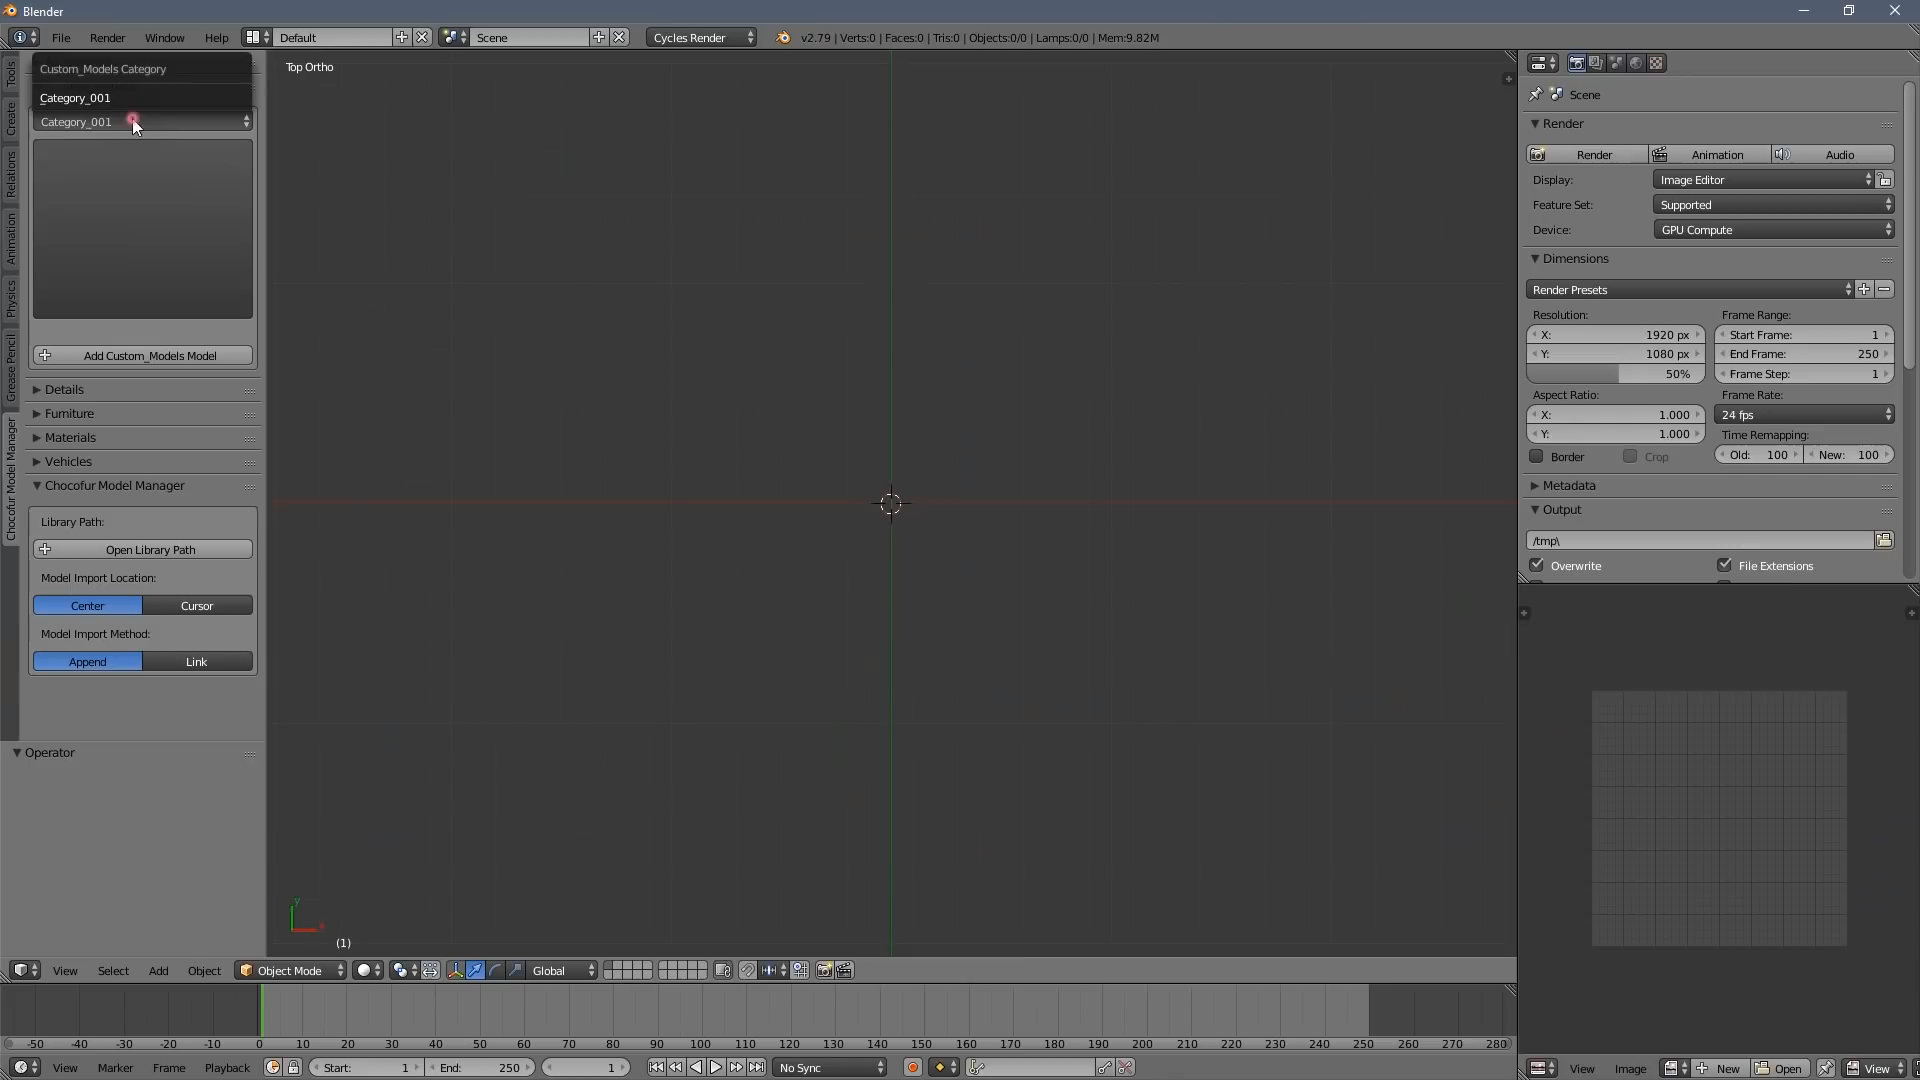 Blender
File Render Window Help Default Scene Cycles Render v2.79 | Verts:0 | Faces:0 | Tris:0 | Objects:0/0 | Lamps:0/0 | Mem:9.82M
Tools
Create
Relations
Animation
Physics
Grease Pencil
Chocofur Model Manager
Custom_Models Category
Category_001
Category_001
Add Custom_Models Model
Details
Furniture
Materials
Vehicles
Chocofur Model Manager
Library Path:
Open Library Path
Model Import Location:
Center Cursor
Model Import Method:
Append Link
Operator
Top Ortho
y
(1)
View Select Add Object Object Mode Global
Scene
Render
Render Animation Audio
Display: Image Editor
Feature Set: Supported
Device: GPU Compute
Dimensions
Render Presets
Resolution: Frame Range:
X: 1920 px Start Frame: 1
Y: 1080 px End Frame: 250
50% Frame Step: 1
Aspect Ratio: Frame Rate:
X: 1.000 24 fps
Y: 1.000 Time Remapping:
Border Crop Old: 100 New: 100
Metadata
Output
/tmp\
Overwrite File Extensions
-50 -40 -30 -20 -10 0 10 20 30 40 50 60 70 80 90 100 110 120 130 140 150 160 170 180 190 200 210 220 230 240 250 260 270 280
View Marker Frame Playback Start: 1 End: 250 1 No Sync
View Image New Open View